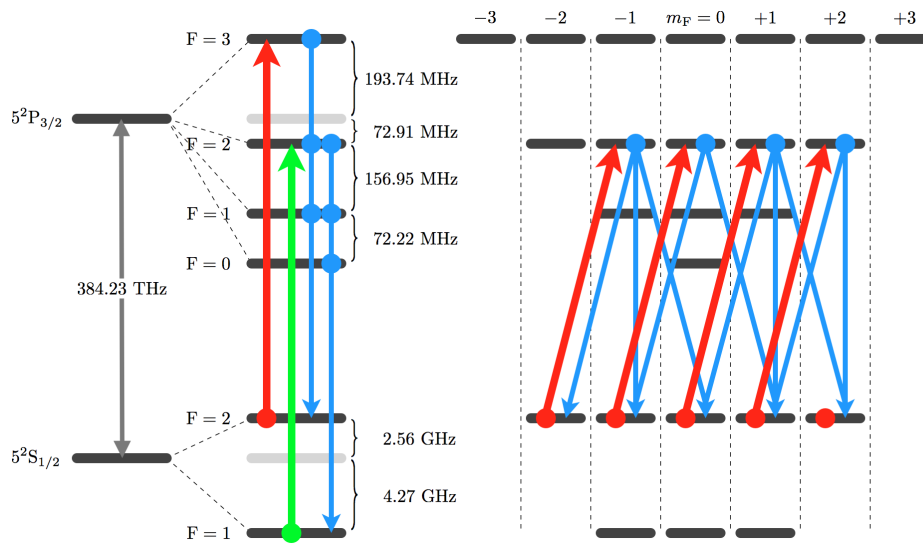 −3 −2 −1 m_F = 0 +1 +2 +3
F = 3
193.74 MHz
5²P₃/₂
72.91 MHz
F = 2
156.95 MHz
F = 1
72.22 MHz
F = 0
384.23 THz
F = 2
2.56 GHz
5²S₁/₂
4.27 GHz
F = 1